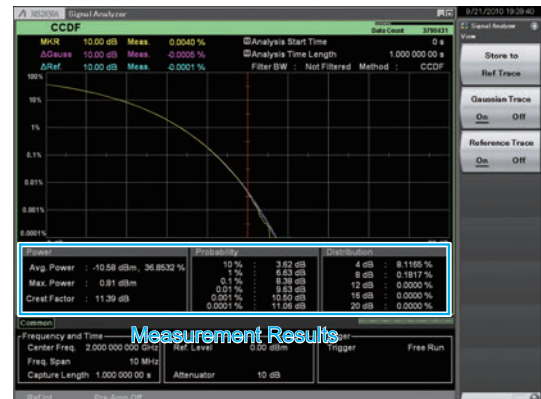 MS2850A Signal Analyzer
9/21/2010 19:29:40
CCDF
Data Count 3796431
MKR 10.00 dB Meas. 0.0040 %
Analysis Start Time 0 s
ΔGauss 10.00 dB Meas. -0.0005 %
Analysis Time Length 1.000 000 00 s
ΔRef. 10.00 dB Meas. -0.0001 %
Filter BW : Not Filtered Method : CCDF
100%
10%
1%
0.1%
0.01%
0.001%
0.0001%
Signal Analyzer
View
Store to
Ref Trace
Gaussian Trace
On Off
Reference Trace
On Off
Power
Avg. Power : -10.58 dBm, 36.8532 %
Max. Power : 0.81 dBm
Crest Factor : 11.39 dB
Probability
10 % : 3.62 dB
1 % : 6.63 dB
0.1 % : 8.38 dB
0.01 % : 9.63 dB
0.001 % : 10.50 dB
0.0001 % : 11.06 dB
Distribution
4 dB : 8.1165 %
8 dB : 0.1817 %
12 dB : 0.0000 %
16 dB : 0.0000 %
20 dB : 0.0000 %
Measurement Results
Common
Frequency and Time
Center Freq. 2.000 000 000 GHz
Freq. Span 10 MHz
Capture Length 1.000 000 00 s
Ref. Level 0.00 dBm
Attenuator 10 dB
Trigger Free Run
Ref.Int Pre-Amp Off